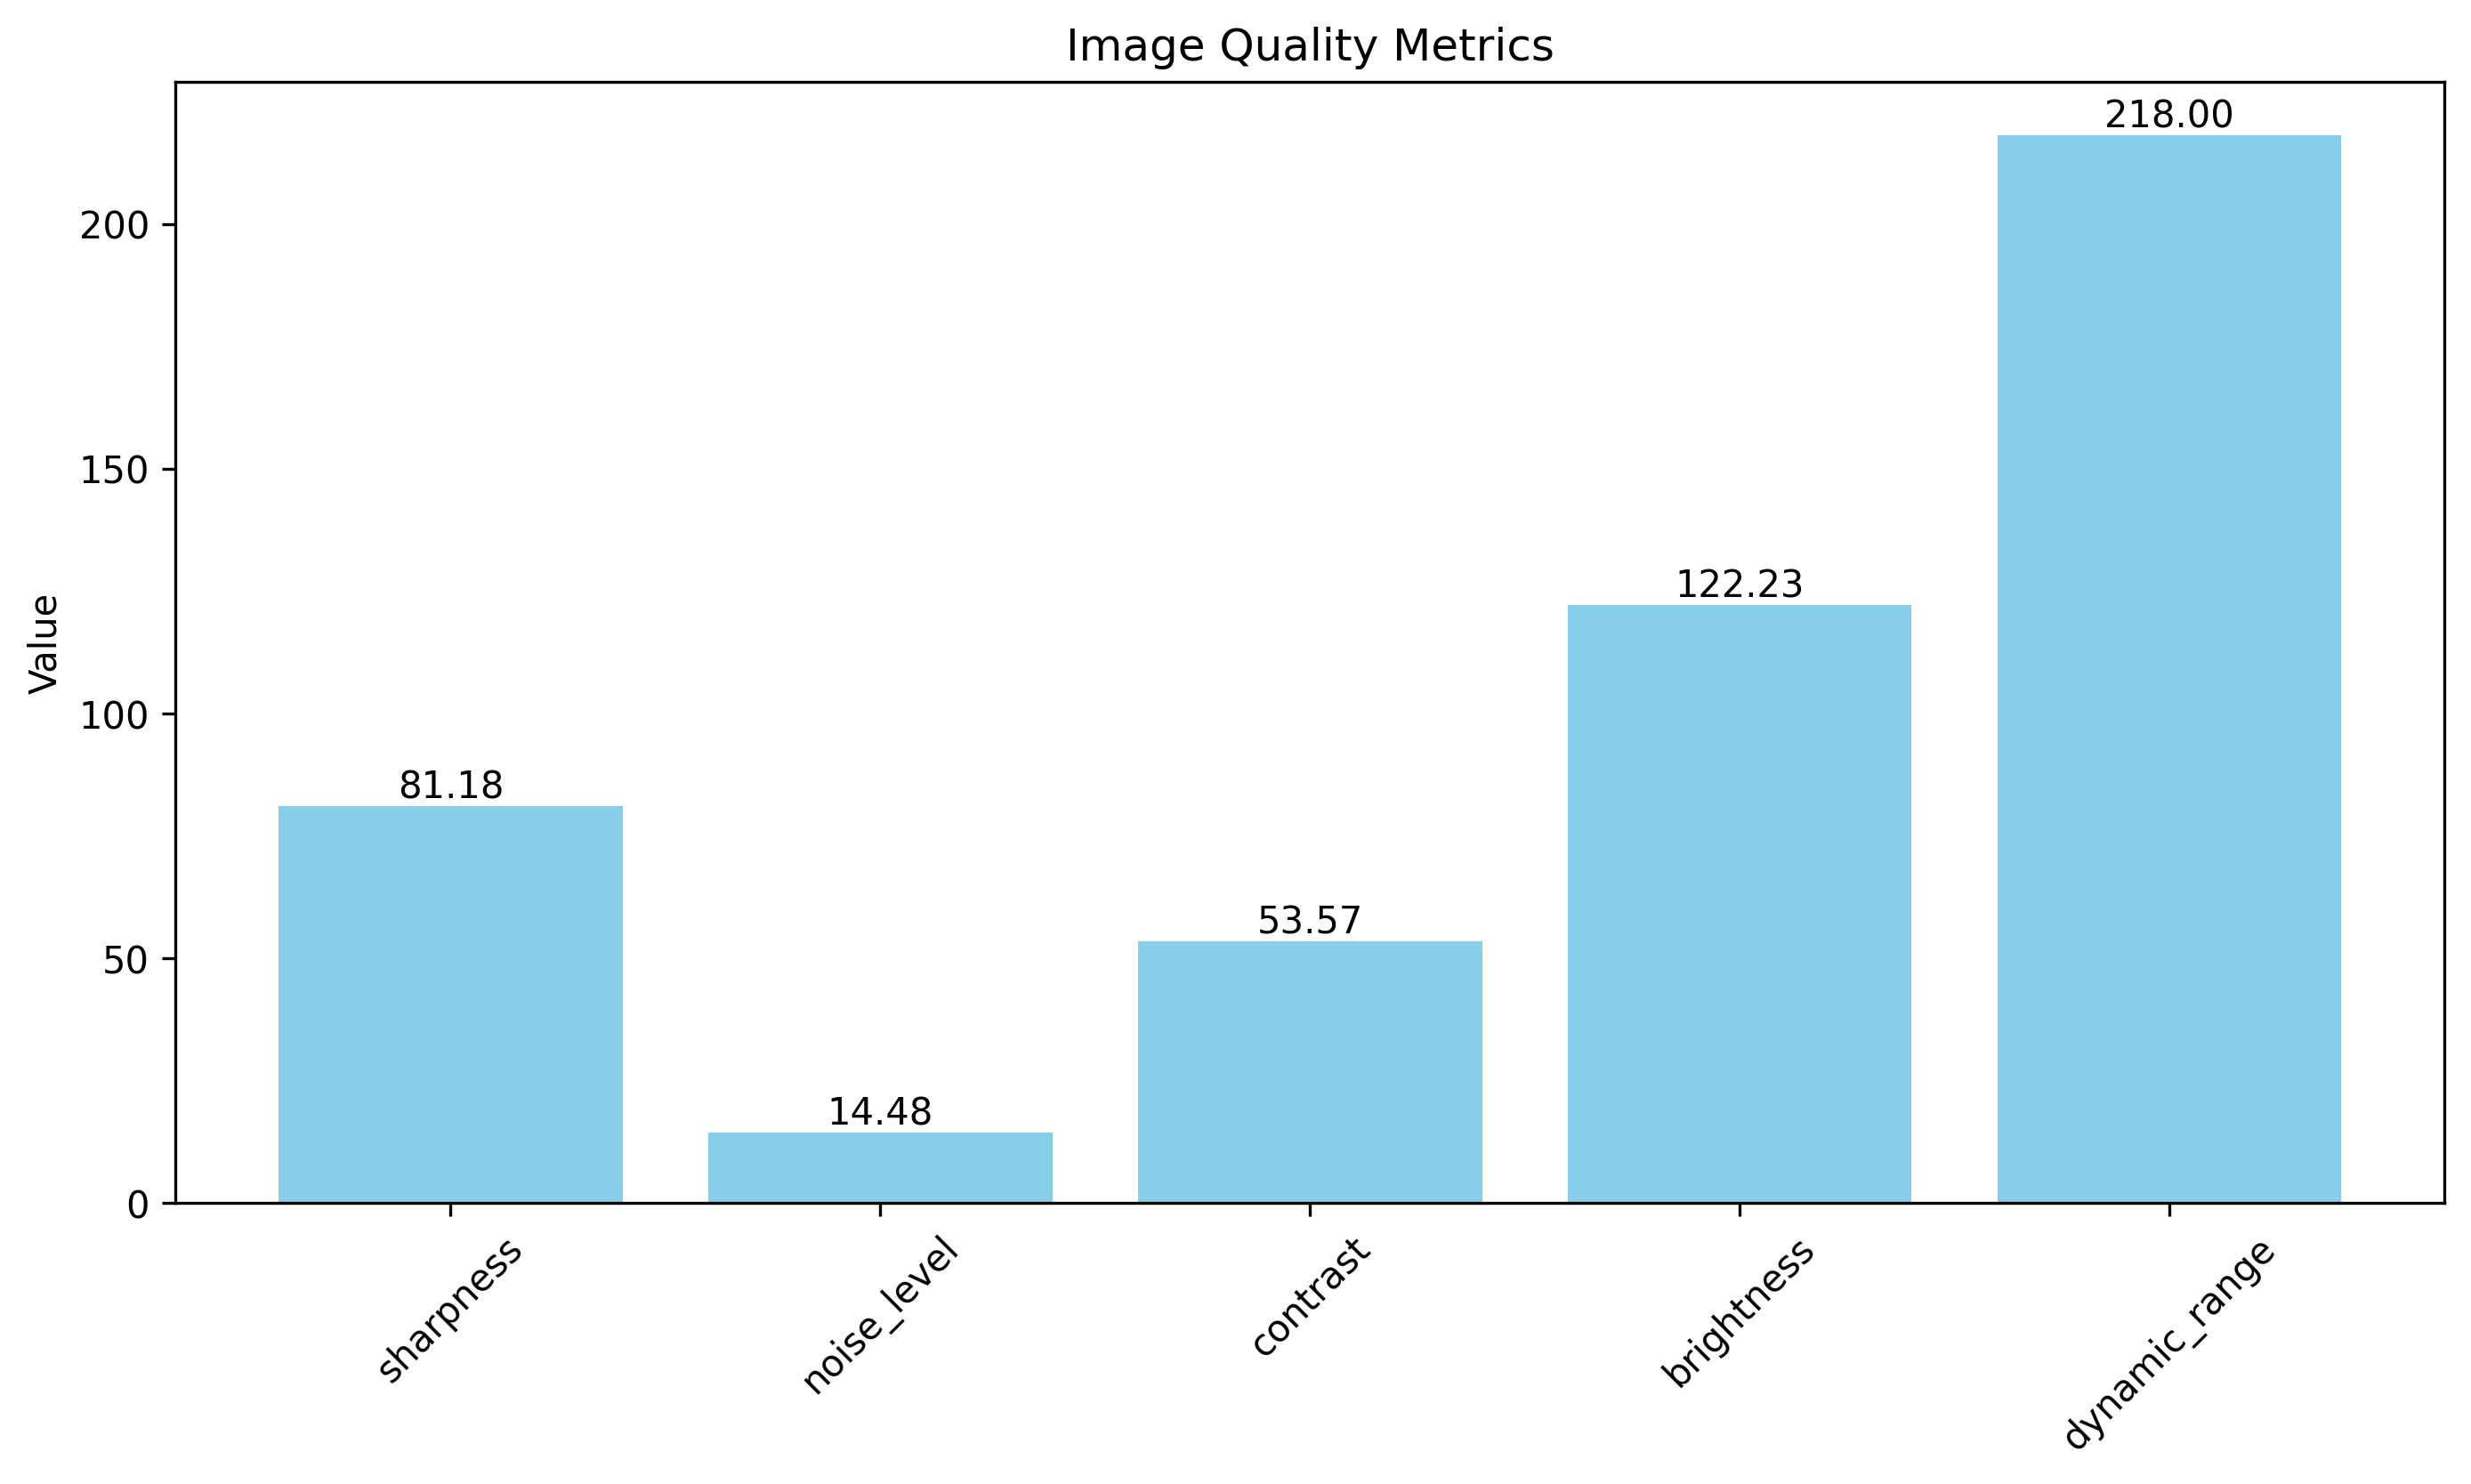 Image Quality Metrics
Value
200
150
100
50
0
81.18
14.48
53.57
122.23
218.00
sharpness
noise_level
contrast
brightness
dynamic_range